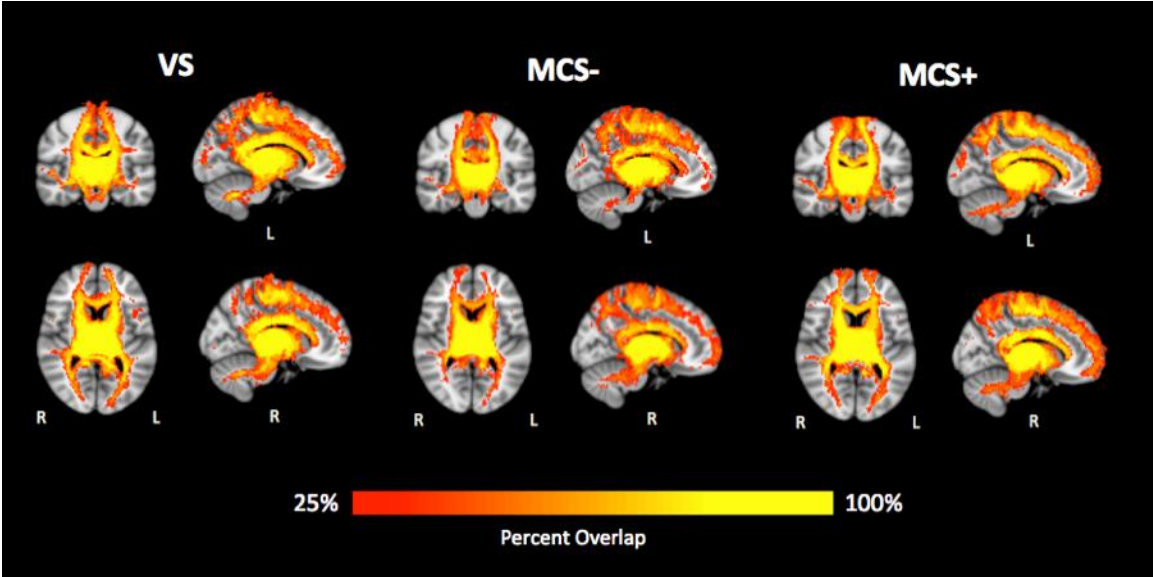 VS
MCS-
MCS+
L
L
L
R L
R
R L
R
R L
R
25% 100%
Percent Overlap